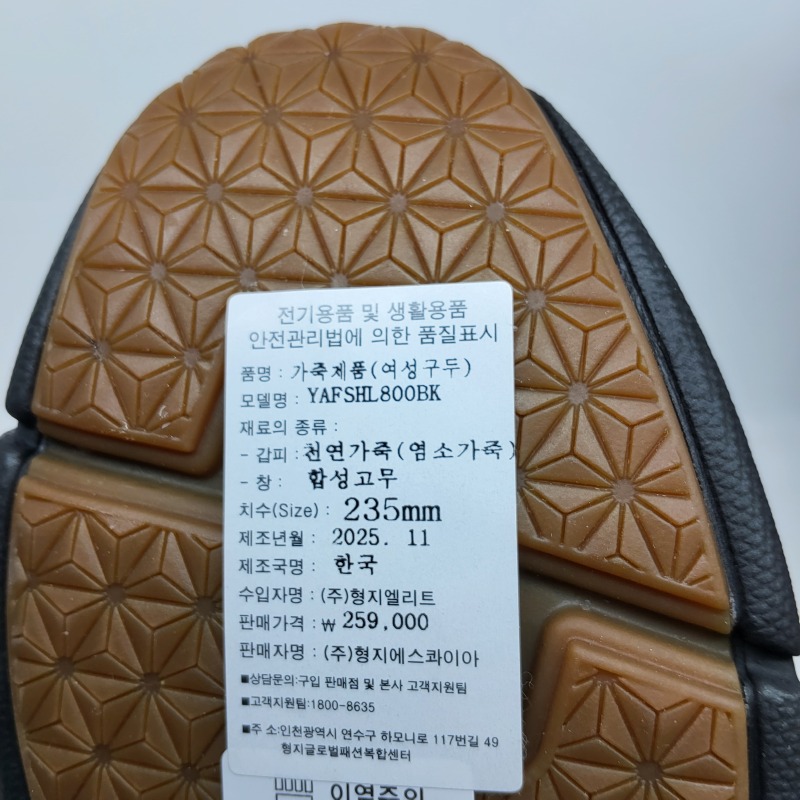 전기용품 및 생활용품
안전관리법에 의한 품질표시
품명 : 가죽제품(여성구두)
모델명 : YAFSHL800BK
재료의 종류 :
- 갑피 : 천연가죽(염소가죽)
- 창 : 합성고무
치수(Size) : 235mm
제조년월 : 2025. 11
제조국명 : 한국
수입자명 : (주)형지엘리트
판매가격 : ₩ 259,000
판매자명 : (주)형지에스콰이아
■상담문의:구입 판매점 및 본사 고객지원팀
■고객지원팀:1800-8635
■주 소:인천광역시 연수구 하모니로 117번길 49
형지글로벌패션복합센터